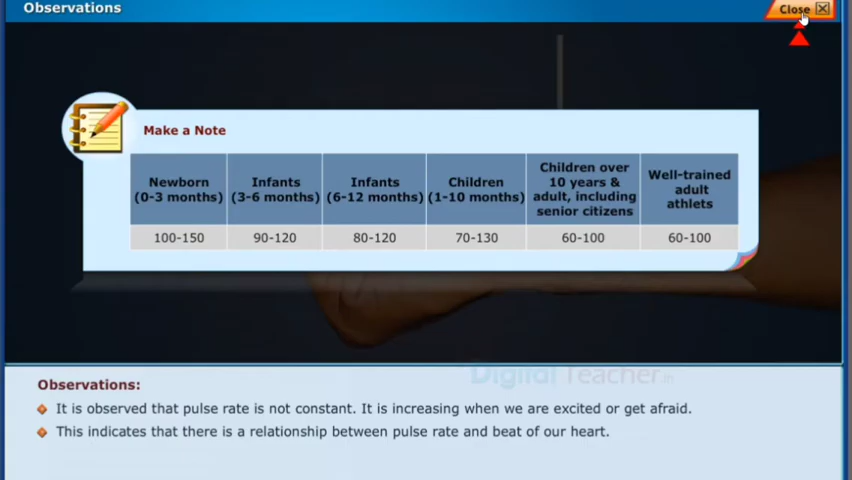 Observations
Close
Make a Note
Newborn
(0-3 months)
Infants
(3-6 months)
Infants
(6-12 months)
Children
(1-10 months)
Children over
10 years &
adult, including
senior citizens
Well-trained
adult
athlets
100-150
90-120
80-120
70-130
60-100
60-100
Digital Teacher.in
Observations:
It is observed that pulse rate is not constant. It is increasing when we are excited or get afraid.
This indicates that there is a relationship between pulse rate and beat of our heart.